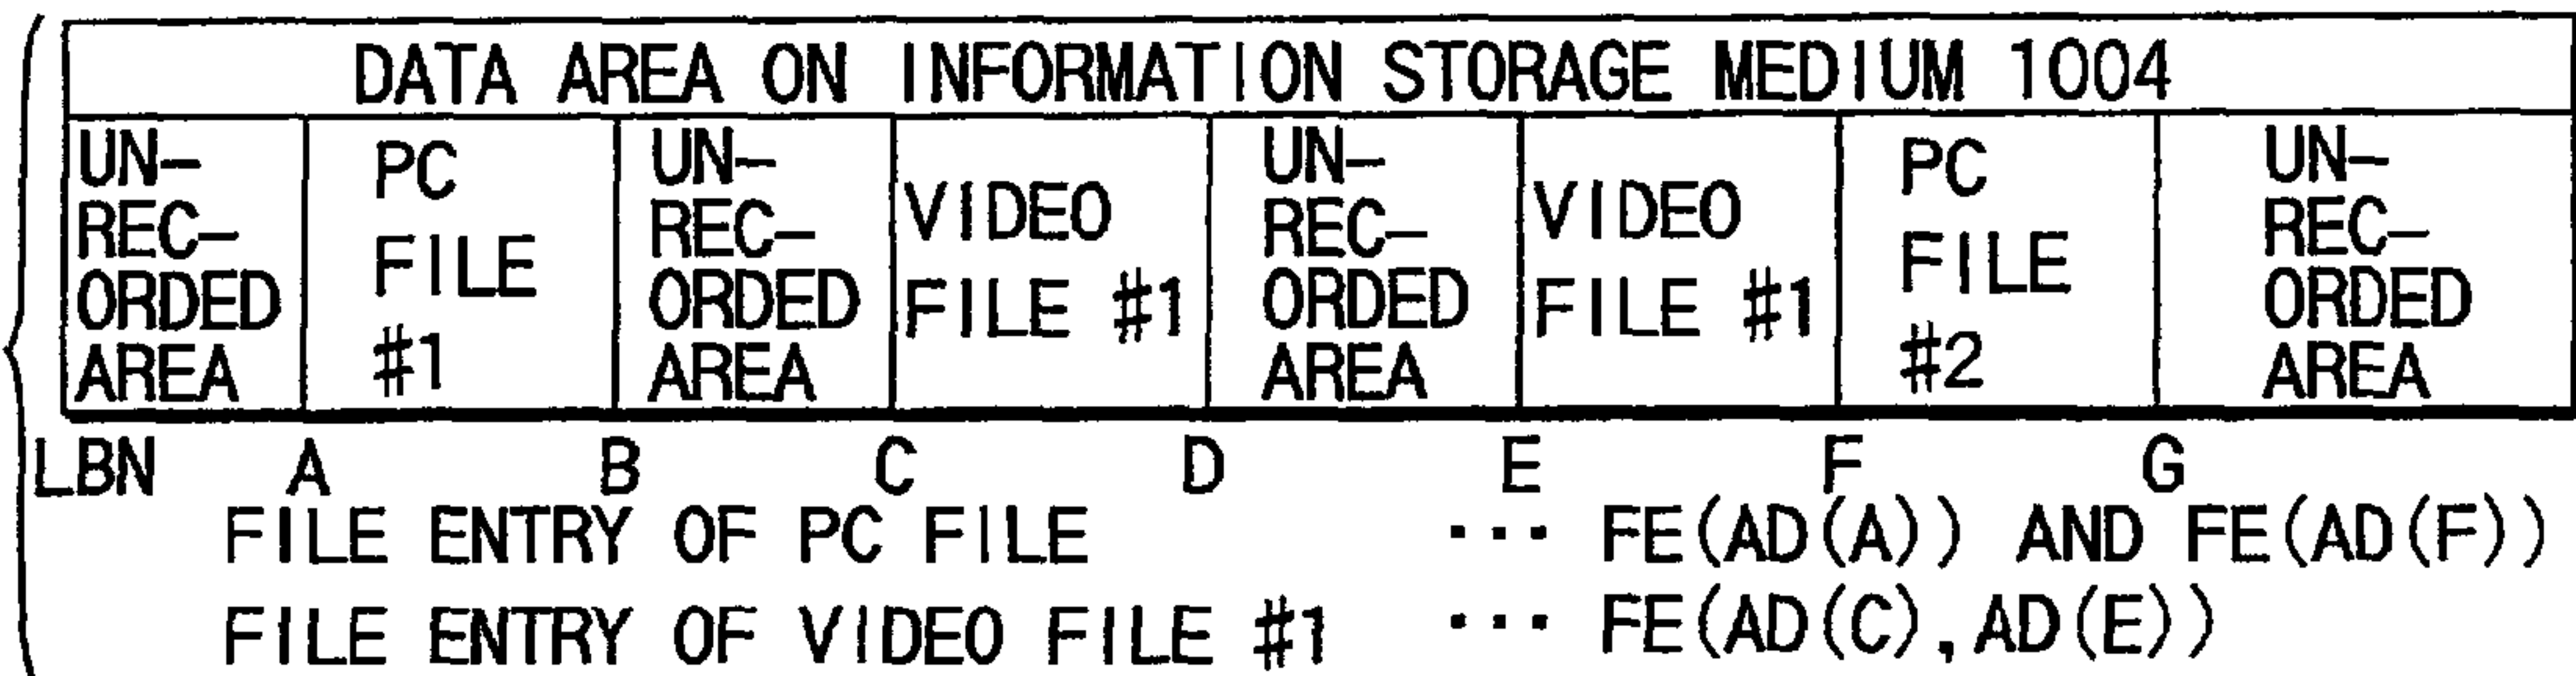 DATA AREA ON INFORMATION STORAGE MEDIUM 1004
UN-
REC-
ORDED
AREA
PC
FILE
#1
UN-
REC-
ORDED
AREA
VIDEO
FILE #1
UN-
REC-
ORDED
AREA
VIDEO
FILE #1
PC
FILE
#2
UN-
REC-
ORDED
AREA
LBN A B C D E F G
FILE ENTRY OF PC FILE ··· FE(AD(A)) AND FE(AD(F))
FILE ENTRY OF VIDEO FILE #1 ··· FE(AD(C),AD(E))